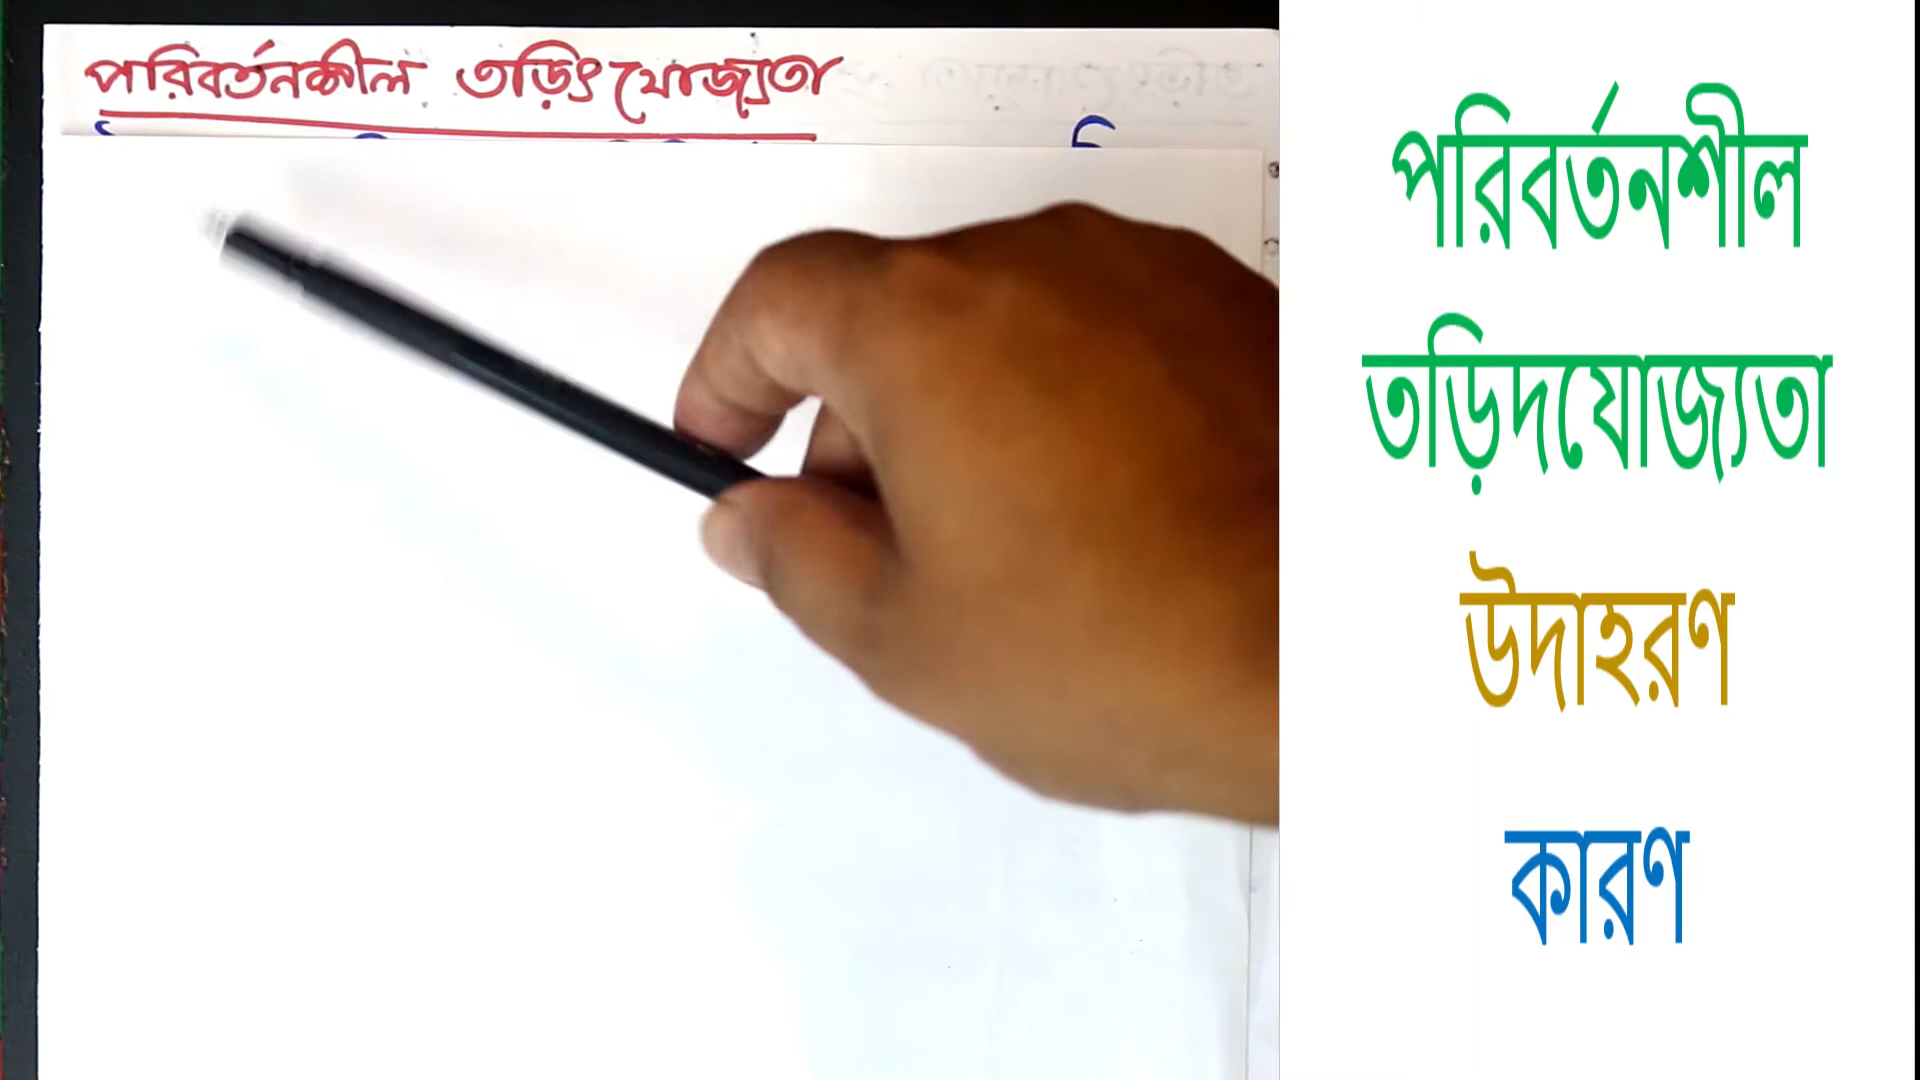 পরিবর্তনশীল তড়িৎ যোজ্যতা
পরিবর্তনশীল
তড়িদযোজ্যতা
উদাহরণ
কারণ